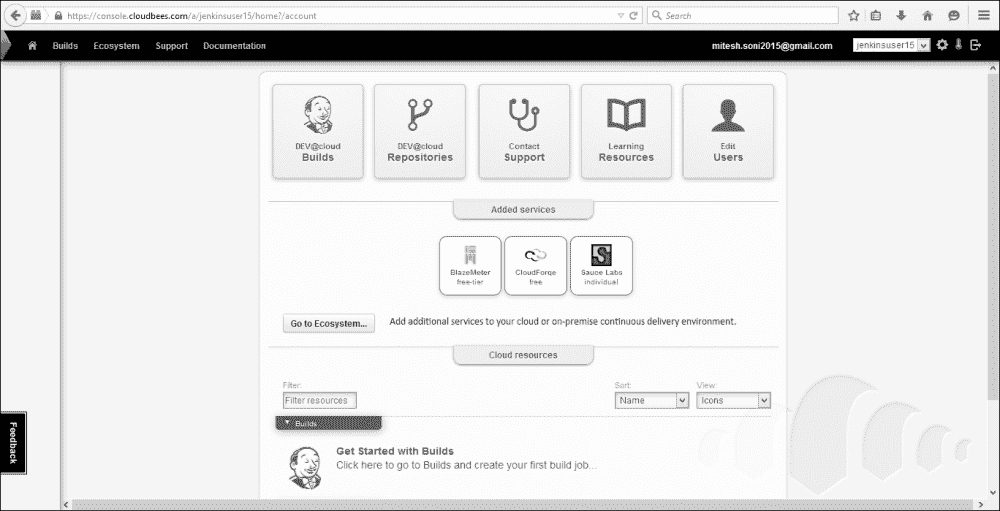 https://console.cloudbees.com/a/jenkinsuser15/home?/account
Search
Builds Ecosystem Support Documentation mitesh.soni2015@gmail.com jenkinsuser15
DEV@cloud
Builds
DEV@cloud
Repositories
Contact
Support
Learning
Resources
Edit
Users
Added services
BlazeMeter
free-tier
CloudForge
free
Sauce Labs
individual
Go to Ecosystem... Add additional services to your cloud or on-premise continuous delivery environment.
Cloud resources
Filter: Sort: View:
Filter resources Name Icons
Builds
Feedback
Get Started with Builds
Click here to go to Builds and create your first build job...